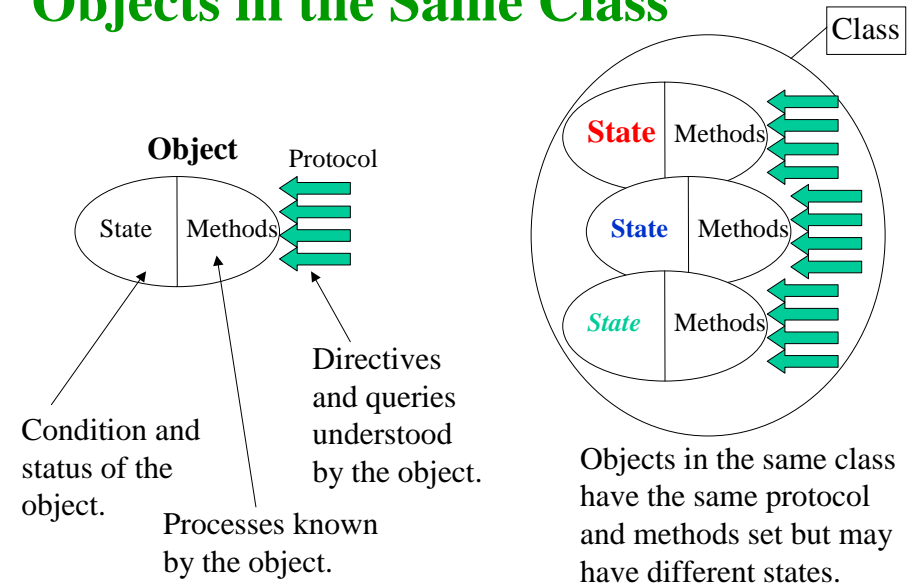 Objects in the Same Class
Class
Object
Protocol
State
Methods
Condition and
status of the
object.
Processes known
by the object.
Directives
and queries
understood
by the object.
State
Methods
State
Methods
State
Methods
Objects in the same class
have the same protocol
and methods set but may
have different states.